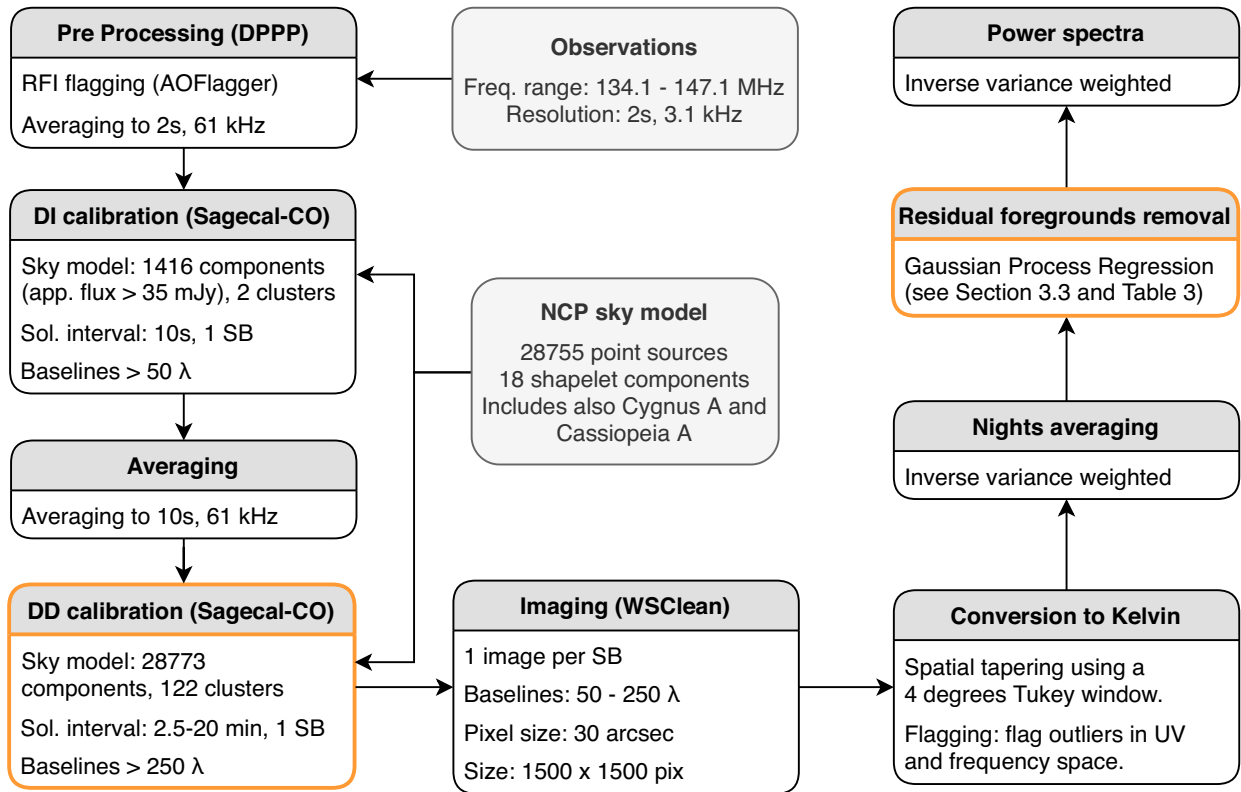 Pre Processing (DPPP)
RFI flagging (AOFlagger)
Averaging to 2s, 61 kHz
Observations
Freq. range: 134.1 - 147.1 MHz
Resolution: 2s, 3.1 kHz
DI calibration (Sagecal-CO)
Sky model: 1416 components
(app. flux > 35 mJy), 2 clusters
Sol. interval: 10s, 1 SB
Baselines > 50 λ
NCP sky model
28755 point sources
18 shapelet components
Includes also Cygnus A and
Cassiopeia A
Averaging
Averaging to 10s, 61 kHz
DD calibration (Sagecal-CO)
Sky model: 28773
components, 122 clusters
Sol. interval: 2.5-20 min, 1 SB
Baselines > 250 λ
Imaging (WSClean)
1 image per SB
Baselines: 50 - 250 λ
Pixel size: 30 arcsec
Size: 1500 x 1500 pix
Conversion to Kelvin
Spatial tapering using a
4 degrees Tukey window.
Flagging: flag outliers in UV
and frequency space.
Nights averaging
Inverse variance weighted
Residual foregrounds removal
Gaussian Process Regression
(see Section 3.3 and Table 3)
Power spectra
Inverse variance weighted